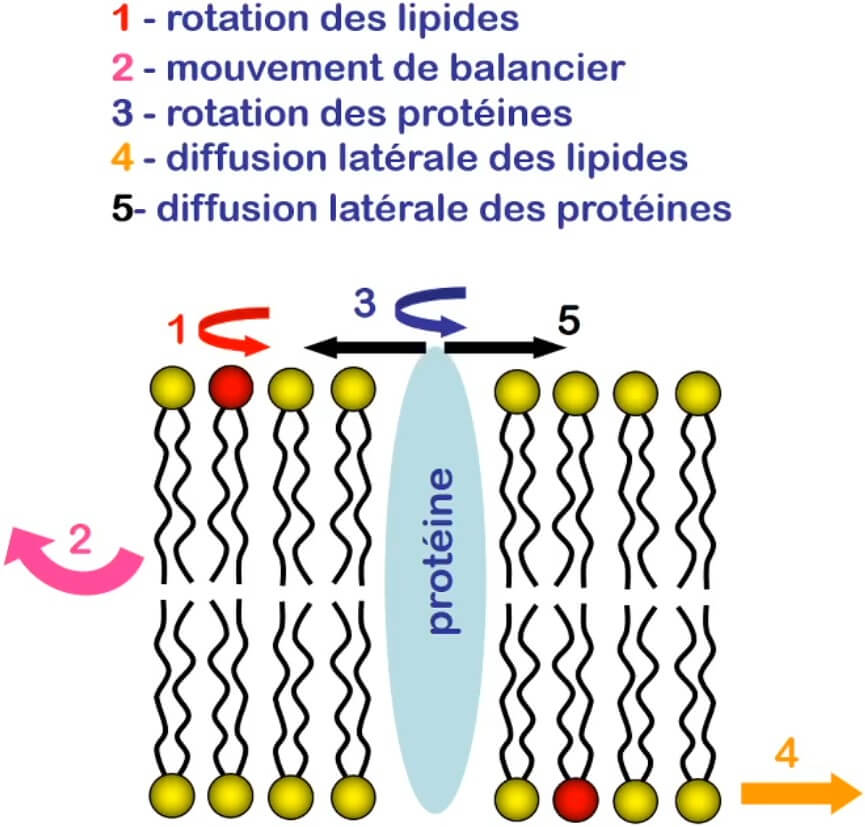 1 - rotation des lipides
2 - mouvement de balancier
3 - rotation des protéines
4 - diffusion latérale des lipides
5- diffusion latérale des protéines
3
5
1
protéine
2
4